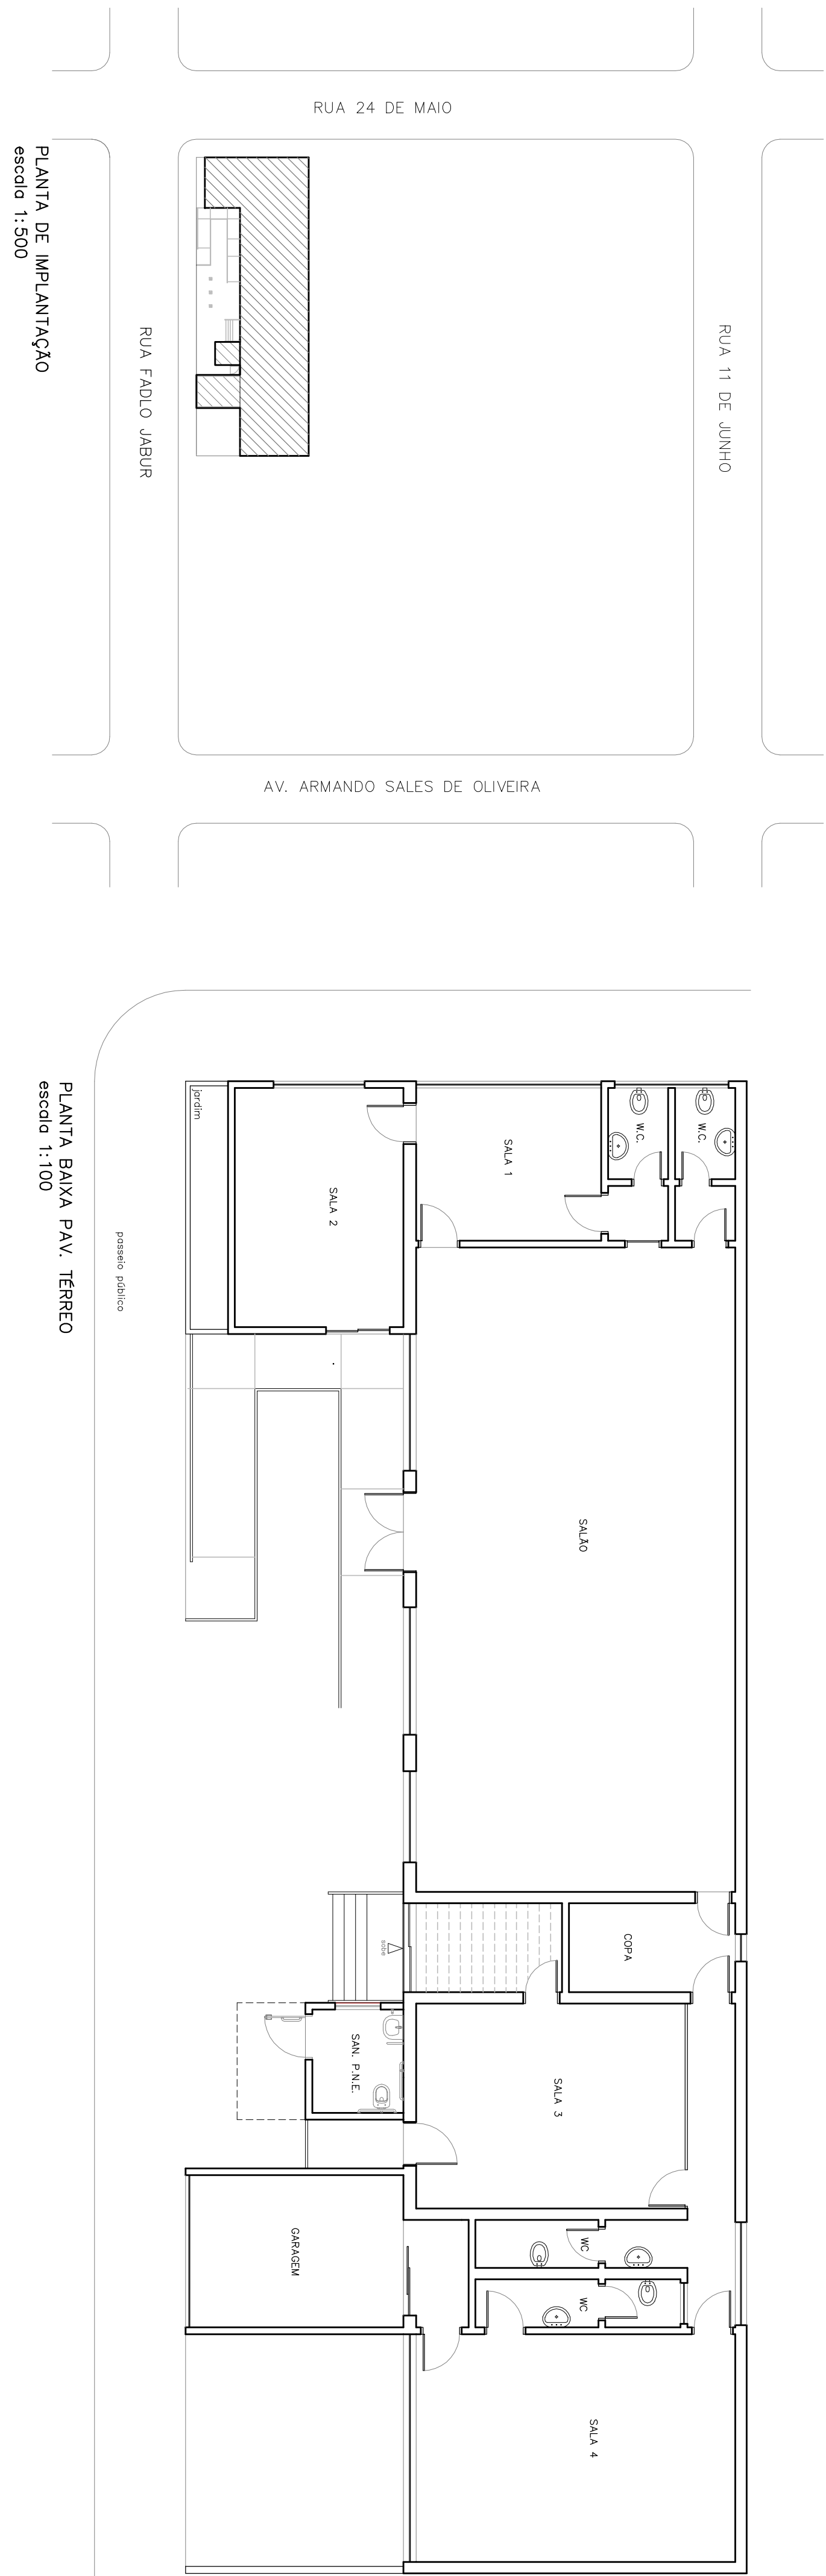 RUA 24 DE MAIO
PLANTA DE IMPLANTAÇÃO
escala 1:500
RUA FADLO JABUR
RUA 11 DE JUNHO
AV. ARMANDO SALES DE OLIVEIRA
PLANTA BAIXA PAV. TÉRREO
escala 1:100
passeio público
jardim
SALA 2
SALA 1
W.C.
W.C.
SALÃO
COPA
sobe
SAN. P.N.E.
SALA 3
GARAGEM
WC
WC
SALA 4